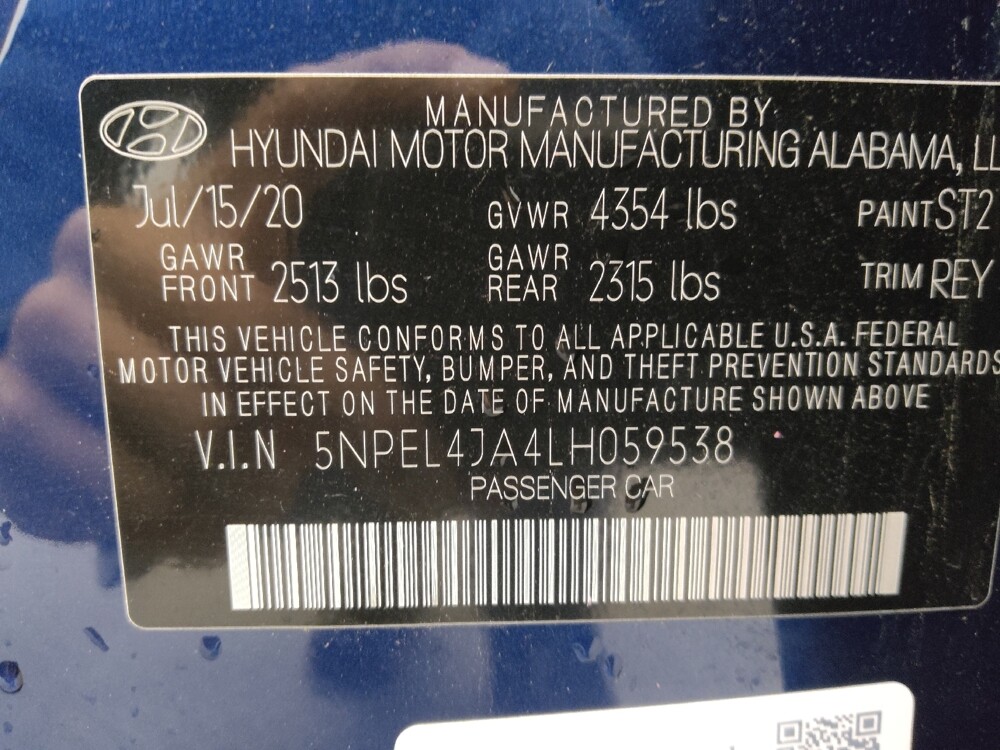 MANUFACTURED BY
HYUNDAI MOTOR MANUFACTURING ALABAMA, LL
Jul/15/20 GVWR 4354 lbs PAINT ST2
GAWR FRONT 2513 lbs GAWR REAR 2315 lbs TRIM REY
THIS VEHICLE CONFORMS TO ALL APPLICABLE U.S.A. FEDERAL
MOTOR VEHICLE SAFETY, BUMPER, AND THEFT PREVENTION STANDARDS
IN EFFECT ON THE DATE OF MANUFACTURE SHOWN ABOVE
V.I.N 5NPEL4JA4LH059538
PASSENGER CAR